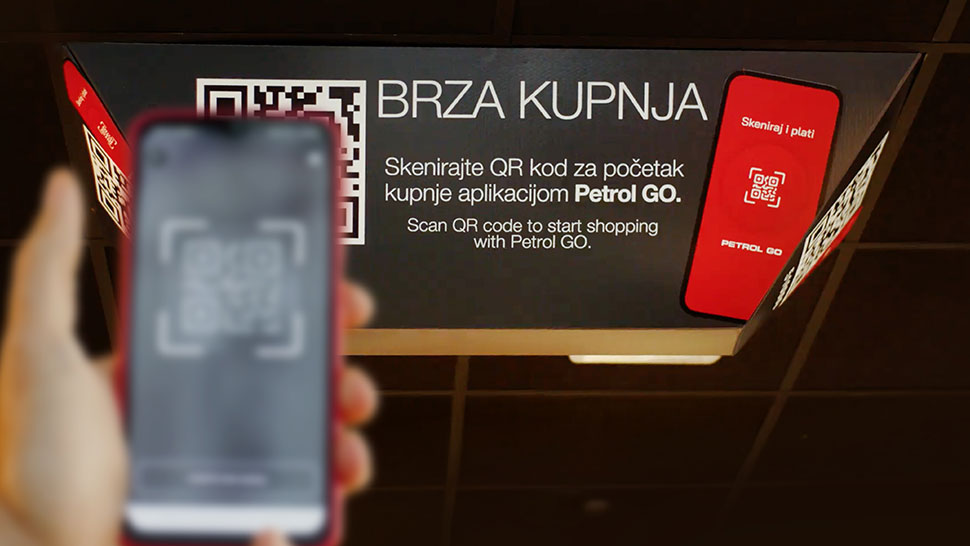 BRZA KUPNJA
Skenirajte QR kod za početak
kupnje aplikacijom Petrol GO.
Scan QR code to start shopping
with Petrol GO.
Skeniraj i plati
PETROL GO